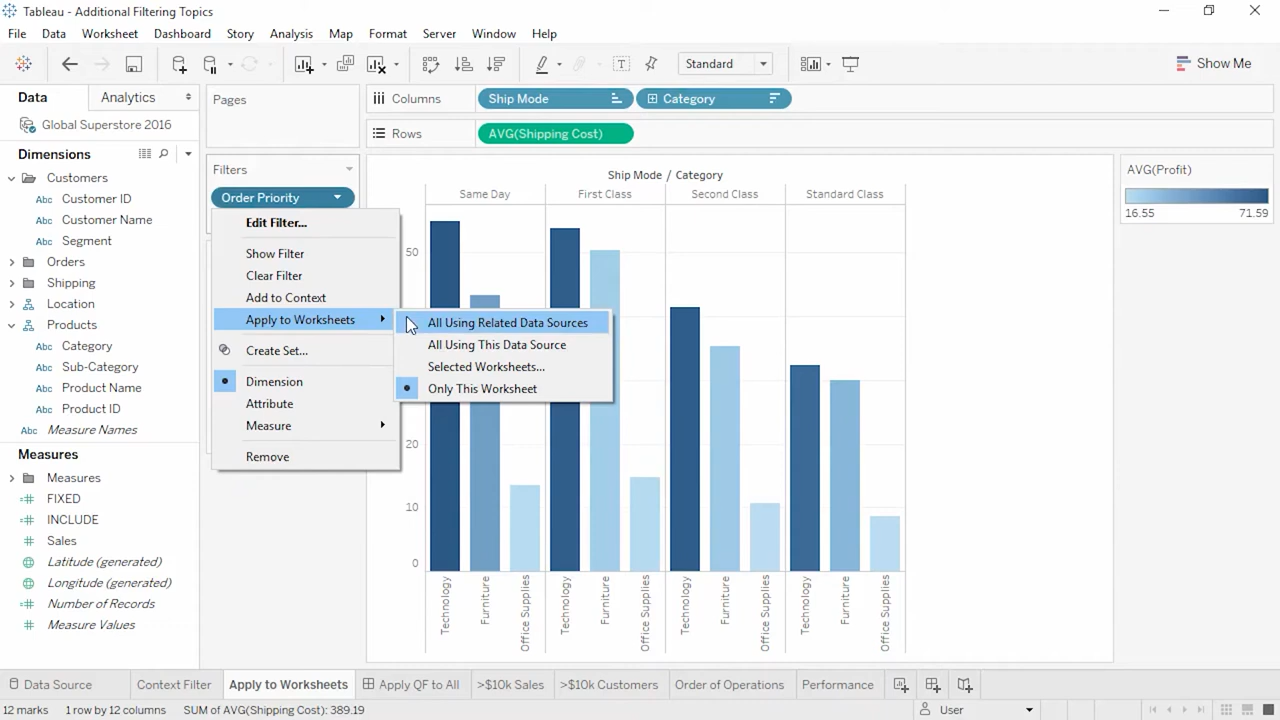 Tableau - Additional Filtering Topics
File Data Worksheet Dashboard Story Analysis Map Format Server Window Help
Standard
Show Me
Data Analytics
Global Superstore 2016
Dimensions
Customers
Abc Customer ID
Abc Customer Name
Abc Segment
Orders
Shipping
Location
Products
Abc Category
Abc Sub-Category
Abc Product Name
Abc Product ID
Abc Measure Names
Measures
Measures
FIXED
INCLUDE
Sales
Latitude (generated)
Longitude (generated)
Number of Records
Measure Values
Pages
Filters
Order Priority
Edit Filter...
Show Filter
Clear Filter
Add to Context
Apply to Worksheets
Create Set...
Dimension
Attribute
Measure
Remove
All Using Related Data Sources
All Using This Data Source
Selected Worksheets...
Only This Worksheet
Columns
Ship Mode
Category
Rows
AVG(Shipping Cost)
Ship Mode / Category
Same Day First Class Second Class Standard Class
50
20
10
0
Technology
Furniture
Office Supplies
Technology
Furniture
Office Supplies
Technology
Furniture
Office Supplies
Technology
Furniture
Office Supplies
AVG(Profit)
16.55 71.59
Data Source Context Filter Apply to Worksheets Apply QF to All >$10k Sales >$10k Customers Order of Operations Performance
12 marks 1 row by 12 columns SUM of AVG(Shipping Cost): 389.19 User